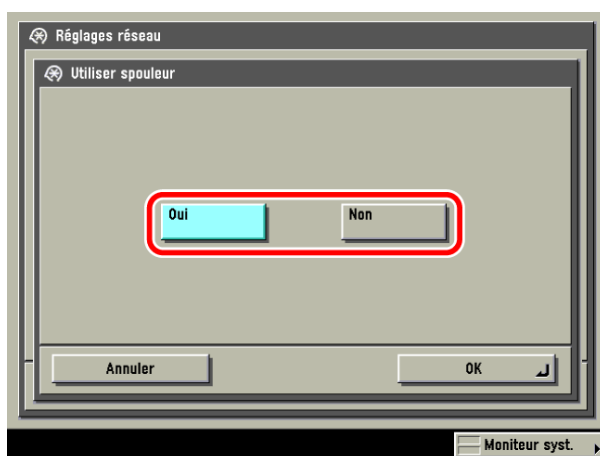 Réglages réseau
Utiliser spouleur
Oui Non
Annuler OK
Moniteur syst.